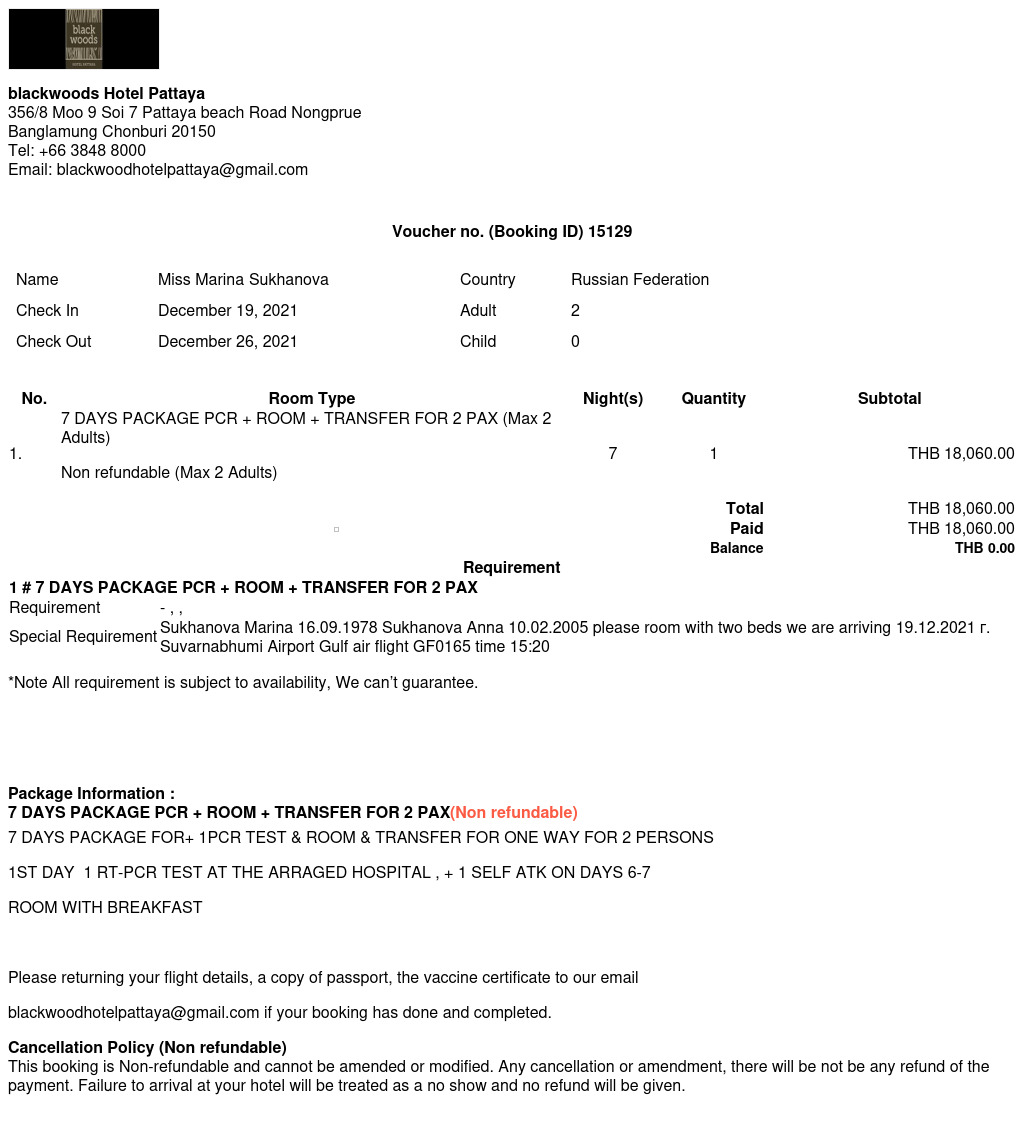 black
woods
HOTEL PATTAYA
blackwoods Hotel Pattaya
356/8 Moo 9 Soi 7 Pattaya beach Road Nongprue
Banglamung Chonburi 20150
Tel: +66 3848 8000
Email: blackwoodhotelpattaya@gmail.com
Voucher no. (Booking ID) 15129
Name Miss Marina Sukhanova Country Russian Federation
Check In December 19, 2021 Adult 2
Check Out December 26, 2021 Child 0
No. Room Type Night(s) Quantity Subtotal
7 DAYS PACKAGE PCR + ROOM + TRANSFER FOR 2 PAX (Max 2
Adults)
1. 7 1 THB 18,060.00
Non refundable (Max 2 Adults)
Total THB 18,060.00
Paid THB 18,060.00
Balance THB 0.00
Requirement
1 # 7 DAYS PACKAGE PCR + ROOM + TRANSFER FOR 2 PAX
Requirement - , ,
Special Requirement Sukhanova Marina 16.09.1978 Sukhanova Anna 10.02.2005 please room with two beds we are arriving 19.12.2021 г.
Suvarnabhumi Airport Gulf air flight GF0165 time 15:20
*Note All requirement is subject to availability, We can't guarantee.
Package Information :
7 DAYS PACKAGE PCR + ROOM + TRANSFER FOR 2 PAX(Non refundable)
7 DAYS PACKAGE FOR+ 1PCR TEST & ROOM & TRANSFER FOR ONE WAY FOR 2 PERSONS
1ST DAY  1 RT-PCR TEST AT THE ARRAGED HOSPITAL , + 1 SELF ATK ON DAYS 6-7
ROOM WITH BREAKFAST
Please returning your flight details, a copy of passport, the vaccine certificate to our email
blackwoodhotelpattaya@gmail.com if your booking has done and completed.
Cancellation Policy (Non refundable)
This booking is Non-refundable and cannot be amended or modified. Any cancellation or amendment, there will be not be any refund of the
payment. Failure to arrival at your hotel will be treated as a no show and no refund will be given.